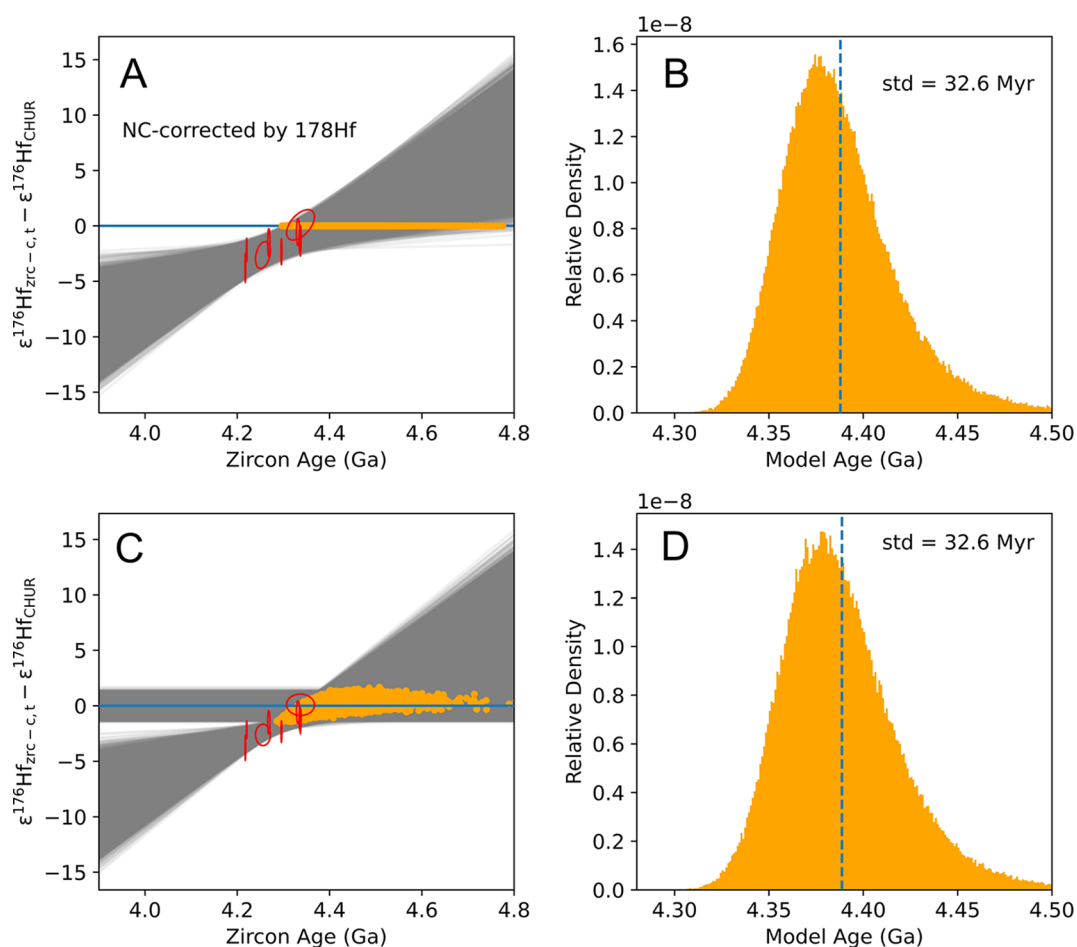 A
NC-corrected by 178Hf
15
10
5
0
−5
−10
−15
ε¹⁷⁶Hf_zrc − c, t − ε¹⁷⁶Hf_CHUR
4.0 4.2 4.4 4.6 4.8
Zircon Age (Ga)
1e−8
B
std = 32.6 Myr
1.6
1.4
1.2
1.0
0.8
0.6
0.4
0.2
0.0
Relative Density
4.30 4.35 4.40 4.45 4.50
Model Age (Ga)
C
15
10
5
0
−5
−10
−15
ε¹⁷⁶Hf_zrc − c, t − ε¹⁷⁶Hf_CHUR
4.0 4.2 4.4 4.6 4.8
Zircon Age (Ga)
1e−8
D
std = 32.6 Myr
1.4
1.2
1.0
0.8
0.6
0.4
0.2
0.0
Relative Density
4.30 4.35 4.40 4.45 4.50
Model Age (Ga)